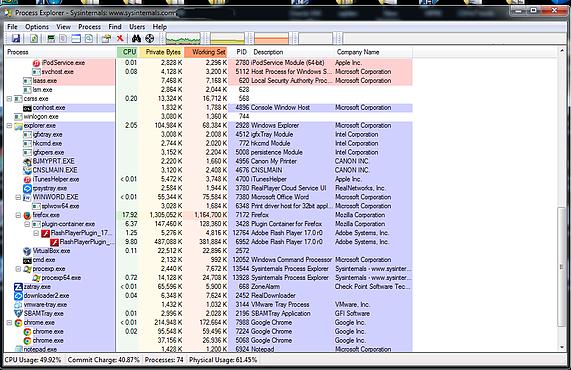 Process Explorer - Sysinternals: www.sysinternals.com
File Options View Process Find Users Help
Process CPU Private Bytes Working Set PID Description Company Name
iPodService.exe 0.01 2,828 K 2,296 K 2780 iPodService Module (64-bit) Apple Inc.
svchost.exe 0.08 4,128 K 3,200 K 5112 Host Process for Windows S... Microsoft Corporation
lsass.exe 7,468 K 7,168 K 620 Local Security Authority Proc... Microsoft Corporation
lsm.exe 2,864 K 2,044 K 628
csrss.exe 0.20 13,324 K 16,712 K 568
conhost.exe 1,832 K 1,788 K 4896 Console Window Host Microsoft Corporation
winlogon.exe 3,080 K 1,360 K 744
explorer.exe 2.05 104,984 K 68,384 K 2928 Windows Explorer Microsoft Corporation
igfxtray.exe 3,008 K 2,008 K 4512 igfxTray Module Intel Corporation
hkcmd.exe 2,744 K 2,040 K 772 hkcmd Module Intel Corporation
igfxpers.exe 3,152 K 2,204 K 5008 persistence Module Intel Corporation
BJMYPRT.EXE 2,220 K 1,660 K 4956 Canon My Printer CANON INC.
CNSLMAIN.EXE 3,120 K 2,408 K 4676 CNSLMAIN CANON INC.
iTunesHelper.exe < 0.01 5,472 K 3,748 K 4700 iTunesHelper Apple Inc.
rpsystray.exe 2,584 K 1,944 K 3780 RealPlayer Cloud Service UI RealNetworks, Inc.
WINWORD.EXE < 0.01 55,344 K 75,584 K 7380 Microsoft Office Word Microsoft Corporation
splwow64.exe 3,028 K 1,684 K 6348 Print driver host for 32bit appl... Microsoft Corporation
firefox.exe 17.92 1,305,052 K 1,164,700 K 7172 Firefox Mozilla Corporation
plugin-container.exe 6.37 147,460 K 128,360 K 3428 Plugin Container for Firefox Mozilla Corporation
FlashPlayerPlugin_17... 1.25 5,276 K 4,816 K 12764 Adobe Flash Player 17.0 r0 Adobe Systems, Inc.
FlashPlayerPlugin_... 9.80 487,088 K 381,884 K 6952 Adobe Flash Player 17.0 r0 Adobe Systems, Inc.
VirtualBox.exe 0.11 22,512 K 22,896 K 2572
cmd.exe 2,132 K 992 K 12052 Windows Command Processor Microsoft Corporation
procexp.exe 2,440 K 7,672 K 13544 Sysinternals Process Explorer Sysinternals - www.sysinter...
procexp64.exe 0.72 14,128 K 24,708 K 13928 Sysinternals Process Explorer Sysinternals - www.sysinter...
zatray.exe < 0.01 65,596 K 5,900 K 668 ZoneAlarm Check Point Software Tec...
downloader2.exe 0.04 6,348 K 7,624 K 2452 RealDownloader
vmware-tray.exe 1,432 K 1,032 K 3144 VMware Tray Process VMware, Inc.
SBAMTray.exe 0.01 2,996 K 2,028 K 2196 SBAMTray Application GFI Software
chrome.exe < 0.01 214,948 K 172,664 K 7088 Google Chrome Google Inc.
chrome.exe 0.02 95,548 K 59,496 K 7224 Google Chrome Google Inc.
chrome.exe 37,156 K 26,936 K 5068 Google Chrome Google Inc.
notepad.exe 1,428 K 1,200 K 6924 Notepad Microsoft Corporation
CPU Usage: 49.92% Commit Charge: 40.87% Processes: 74 Physical Usage: 61.45%